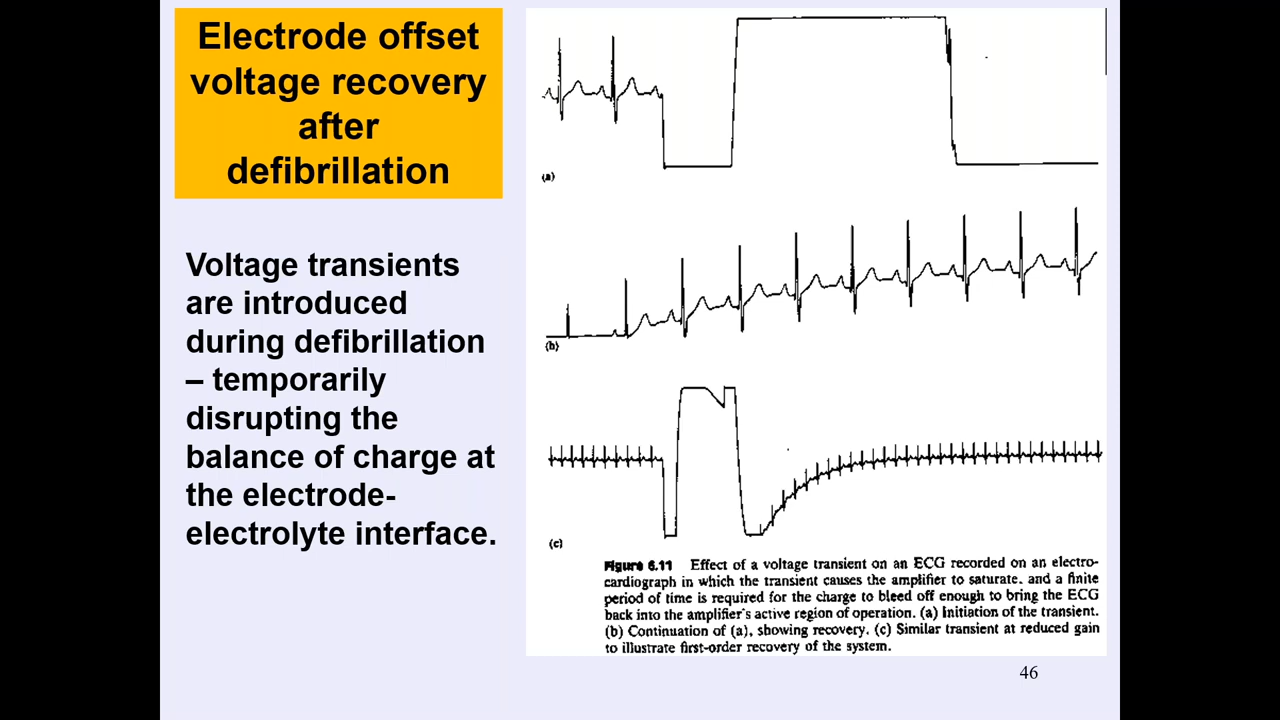 Electrode offset
voltage recovery
after
defibrillation
Voltage transients
are introduced
during defibrillation
– temporarily
disrupting the
balance of charge at
the electrode-
electrolyte interface.
(a)
(b)
(c)
Figure 6.11 Effect of a voltage transient on an ECG recorded on an electro-
cardiograph in which the transient causes the amplifier to saturate, and a finite
period of time is required for the charge to bleed off enough to bring the ECG
back into the amplifier's active region of operation. (a) Initiation of the transient.
(b) Continuation of (a), showing recovery. (c) Similar transient at reduced gain
to illustrate first-order recovery of the system.
46